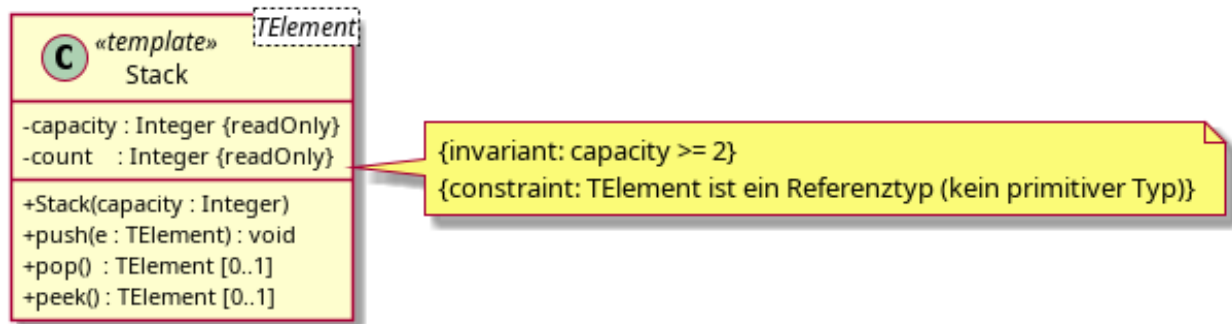 C
«template»
Stack
TElement
-capacity : Integer {readOnly}
-count    : Integer {readOnly}
+Stack(capacity : Integer)
+push(e : TElement) : void
+pop()  : TElement [0..1]
+peek() : TElement [0..1]
{invariant: capacity >= 2}
{constraint: TElement ist ein Referenztyp (kein primitiver Typ)}